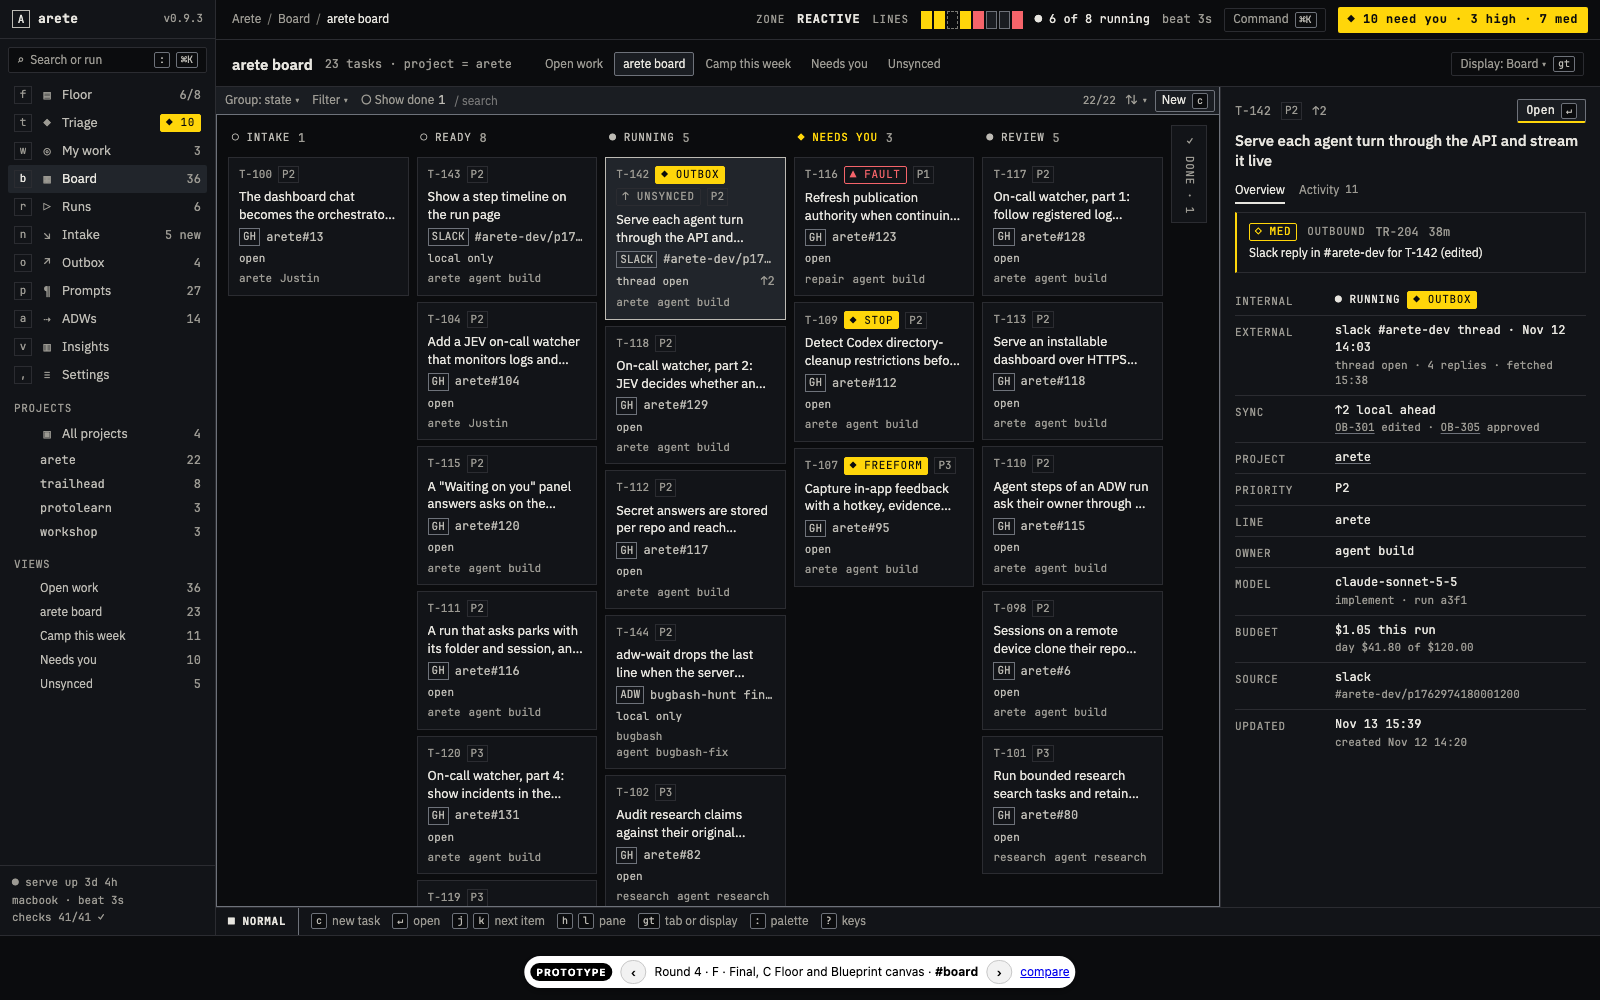 A arete v0.9.3
Search or run : ⌘K
f Floor 6/8
t Triage ◆ 10
w My work 3
b Board 36
r Runs 6
n Intake 5 new
o Outbox 4
p Prompts 27
a ADWs 14
v Insights
, Settings
PROJECTS
All projects 4
arete 22
trailhead 8
protolearn 3
workshop 3
VIEWS
Open work 36
arete board 23
Camp this week 11
Needs you 10
Unsynced 5
serve up 3d 4h
macbook · beat 3s
checks 41/41 ✓
Arete / Board / arete board
ZONE REACTIVE LINES 6 of 8 running beat 3s Command ⌘K ◆ 10 need you · 3 high · 7 med
arete board 23 tasks · project = arete Open work arete board Camp this week Needs you Unsynced Display: Board gt
Group: state Filter Show done 1 / search 22/22 New c
INTAKE 1
T-100 P2
The dashboard chat
becomes the orchestrato…
GH arete#13
open
arete Justin
READY 8
T-143 P2
Show a step timeline on
the run page
SLACK #arete-dev/p17…
local only
arete agent build
T-104 P2
Add a JEV on-call watcher
that monitors logs and…
GH arete#104
open
arete Justin
T-115 P2
A "Waiting on you" panel
answers asks on the…
GH arete#120
open
arete agent build
T-111 P2
A run that asks parks with
its folder and session, an…
GH arete#116
open
arete agent build
T-120 P3
On-call watcher, part 4:
show incidents in the…
GH arete#131
open
arete agent build
T-119 P3
RUNNING 5
T-142 ◆ OUTBOX
↑ UNSYNCED P2
Serve each agent turn
through the API and…
SLACK #arete-dev/p17…
thread open ↑2
arete agent build
T-118 P2
On-call watcher, part 2:
JEV decides whether an…
GH arete#129
open
arete agent build
T-112 P2
Secret answers are stored
per repo and reach…
GH arete#117
open
arete agent build
T-144 P2
adw-wait drops the last
line when the server…
ADW bugbash-hunt fin…
local only
bugbash
agent bugbash-fix
T-102 P3
Audit research claims
against their original…
GH arete#82
open
research agent research
◆ NEEDS YOU 3
T-116 ▲ FAULT P1
Refresh publication
authority when continuin…
GH arete#123
open
repair agent build
T-109 ◆ STOP P2
Detect Codex directory-
cleanup restrictions befo…
GH arete#112
open
arete agent build
T-107 ◆ FREEFORM P3
Capture in-app feedback
with a hotkey, evidence…
GH arete#95
open
arete agent build
REVIEW 5
T-117 P2
On-call watcher, part 1:
follow registered log…
GH arete#128
open
arete agent build
T-113 P2
Serve an installable
dashboard over HTTPS…
GH arete#118
open
arete agent build
T-110 P2
Agent steps of an ADW run
ask their owner through …
GH arete#115
open
arete agent build
T-098 P2
Sessions on a remote
device clone their repo…
GH arete#6
open
arete agent build
T-101 P3
Run bounded research
search tasks and retain…
GH arete#80
open
research agent research
✓ DONE · 1
T-142 P2 ↑2 Open ↵
Serve each agent turn through the API and stream
it live
Overview Activity 11
◇ MED OUTBOUND TR-204 38m
Slack reply in #arete-dev for T-142 (edited)
INTERNAL RUNNING ◆ OUTBOX
EXTERNAL slack #arete-dev thread · Nov 12
14:03
thread open · 4 replies · fetched
15:38
SYNC ↑2 local ahead
OB-301 edited · OB-305 approved
PROJECT arete
PRIORITY P2
LINE arete
OWNER agent build
MODEL claude-sonnet-5-5
implement · run a3f1
BUDGET $1.05 this run
day $41.80 of $120.00
SOURCE slack
#arete-dev/p1762974180001200
UPDATED Nov 13 15:39
created Nov 12 14:20
NORMAL c new task ↵ open j k next item h l pane gt tab or display : palette ? keys
PROTOTYPE ‹ Round 4 · F · Final, C Floor and Blueprint canvas · #board › compare